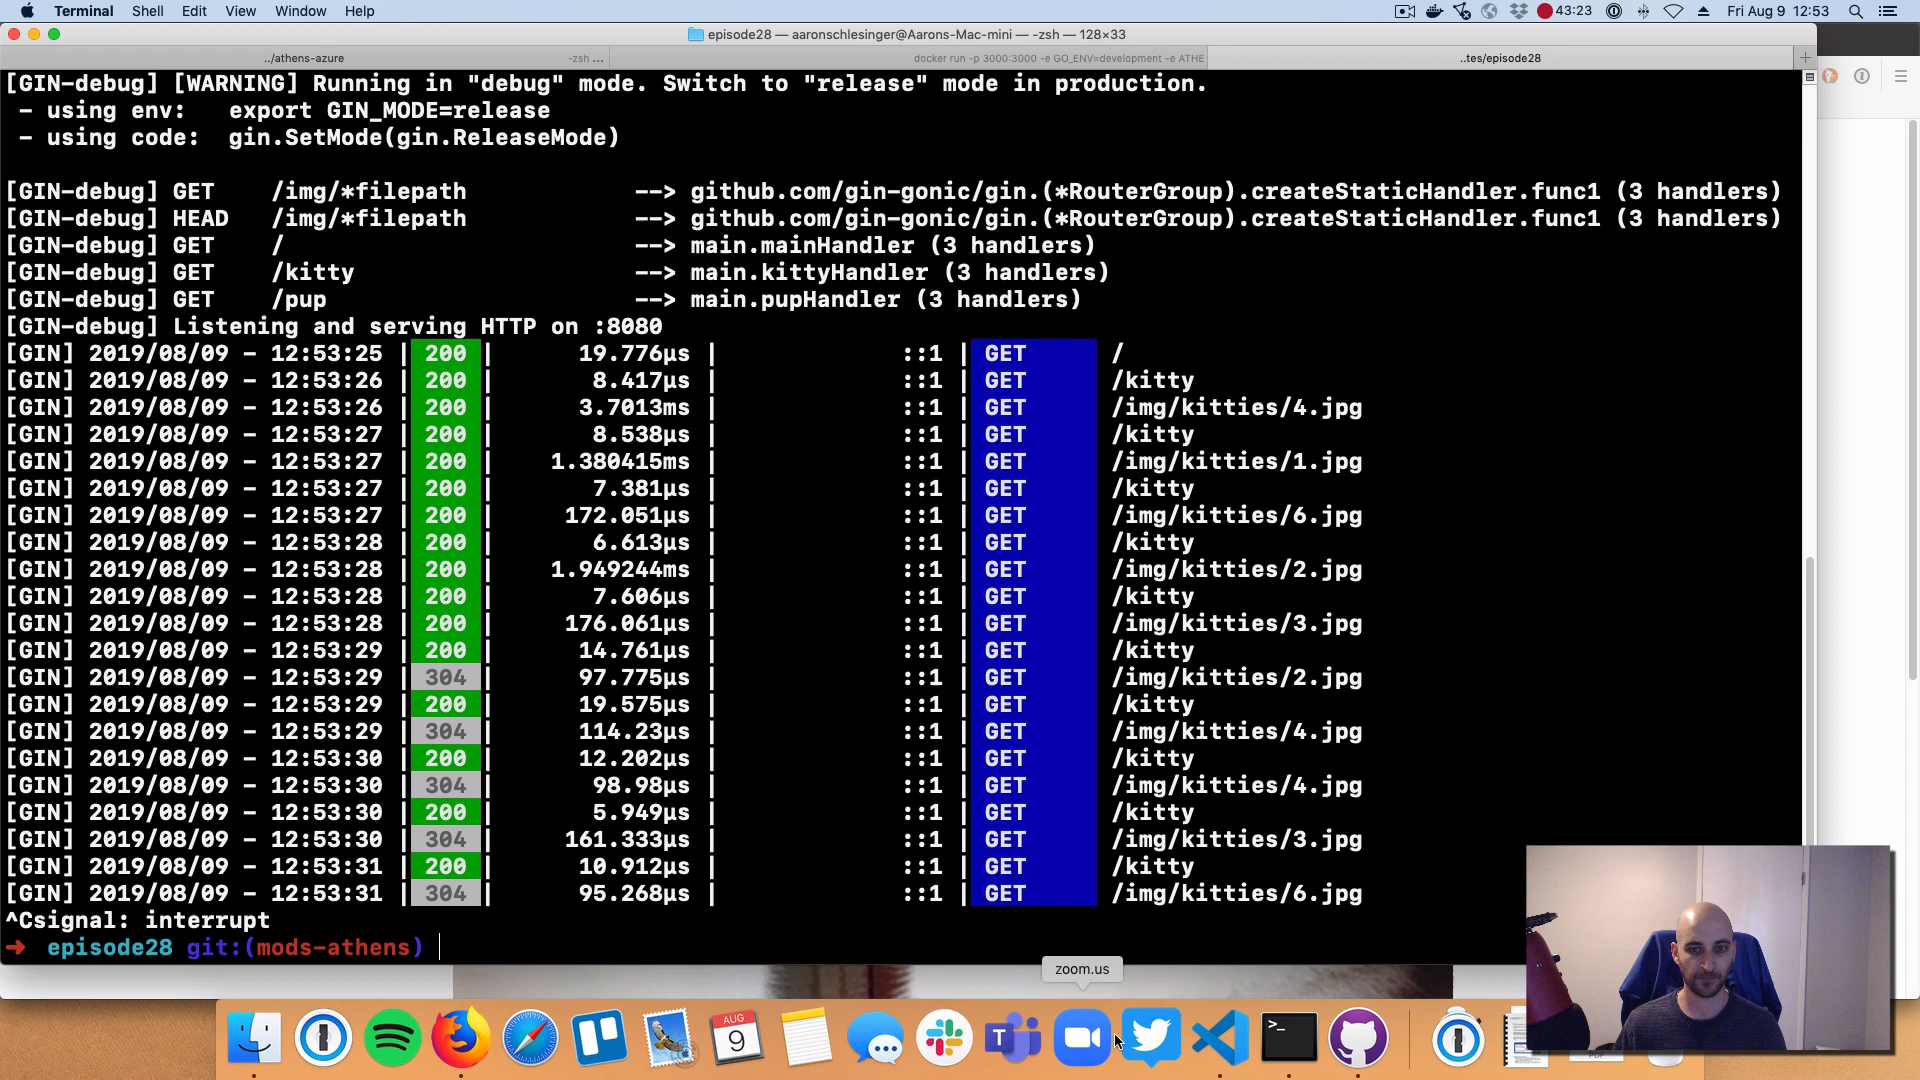 Terminal Shell Edit View Window Help 43:23 Fri Aug 9 12:53
episode28 — aaronschlesinger@Aarons-Mac-mini — -zsh — 128×33
../athens-azure -zsh ... docker run -p 3000:3000 -e GO_ENV=development -e ATHE ..tes/episode28
[GIN-debug] [WARNING] Running in "debug" mode. Switch to "release" mode in production.
- using env: export GIN_MODE=release
- using code: gin.SetMode(gin.ReleaseMode)
[GIN-debug] GET /img/*filepath --> github.com/gin-gonic/gin.(*RouterGroup).createStaticHandler.func1 (3 handlers)
[GIN-debug] HEAD /img/*filepath --> github.com/gin-gonic/gin.(*RouterGroup).createStaticHandler.func1 (3 handlers)
[GIN-debug] GET / --> main.mainHandler (3 handlers)
[GIN-debug] GET /kitty --> main.kittyHandler (3 handlers)
[GIN-debug] GET /pup --> main.pupHandler (3 handlers)
[GIN-debug] Listening and serving HTTP on :8080
[GIN] 2019/08/09 - 12:53:25 | 200 | 19.776µs | ::1 | GET /
[GIN] 2019/08/09 - 12:53:26 | 200 | 8.417µs | ::1 | GET /kitty
[GIN] 2019/08/09 - 12:53:26 | 200 | 3.7013ms | ::1 | GET /img/kitties/4.jpg
[GIN] 2019/08/09 - 12:53:27 | 200 | 8.538µs | ::1 | GET /kitty
[GIN] 2019/08/09 - 12:53:27 | 200 | 1.380415ms | ::1 | GET /img/kitties/1.jpg
[GIN] 2019/08/09 - 12:53:27 | 200 | 7.381µs | ::1 | GET /kitty
[GIN] 2019/08/09 - 12:53:27 | 200 | 172.051µs | ::1 | GET /img/kitties/6.jpg
[GIN] 2019/08/09 - 12:53:28 | 200 | 6.613µs | ::1 | GET /kitty
[GIN] 2019/08/09 - 12:53:28 | 200 | 1.949244ms | ::1 | GET /img/kitties/2.jpg
[GIN] 2019/08/09 - 12:53:28 | 200 | 7.606µs | ::1 | GET /kitty
[GIN] 2019/08/09 - 12:53:28 | 200 | 176.061µs | ::1 | GET /img/kitties/3.jpg
[GIN] 2019/08/09 - 12:53:29 | 200 | 14.761µs | ::1 | GET /kitty
[GIN] 2019/08/09 - 12:53:29 | 304 | 97.775µs | ::1 | GET /img/kitties/2.jpg
[GIN] 2019/08/09 - 12:53:29 | 200 | 19.575µs | ::1 | GET /kitty
[GIN] 2019/08/09 - 12:53:29 | 304 | 114.23µs | ::1 | GET /img/kitties/4.jpg
[GIN] 2019/08/09 - 12:53:30 | 200 | 12.202µs | ::1 | GET /kitty
[GIN] 2019/08/09 - 12:53:30 | 304 | 98.98µs | ::1 | GET /img/kitties/4.jpg
[GIN] 2019/08/09 - 12:53:30 | 200 | 5.949µs | ::1 | GET /kitty
[GIN] 2019/08/09 - 12:53:30 | 304 | 161.333µs | ::1 | GET /img/kitties/3.jpg
[GIN] 2019/08/09 - 12:53:31 | 200 | 10.912µs | ::1 | GET /kitty
[GIN] 2019/08/09 - 12:53:31 | 304 | 95.268µs | ::1 | GET /img/kitties/6.jpg
^Csignal: interrupt
➜ episode28 git:(mods-athens)
zoom.us
AUG
9
T
>_
PDF